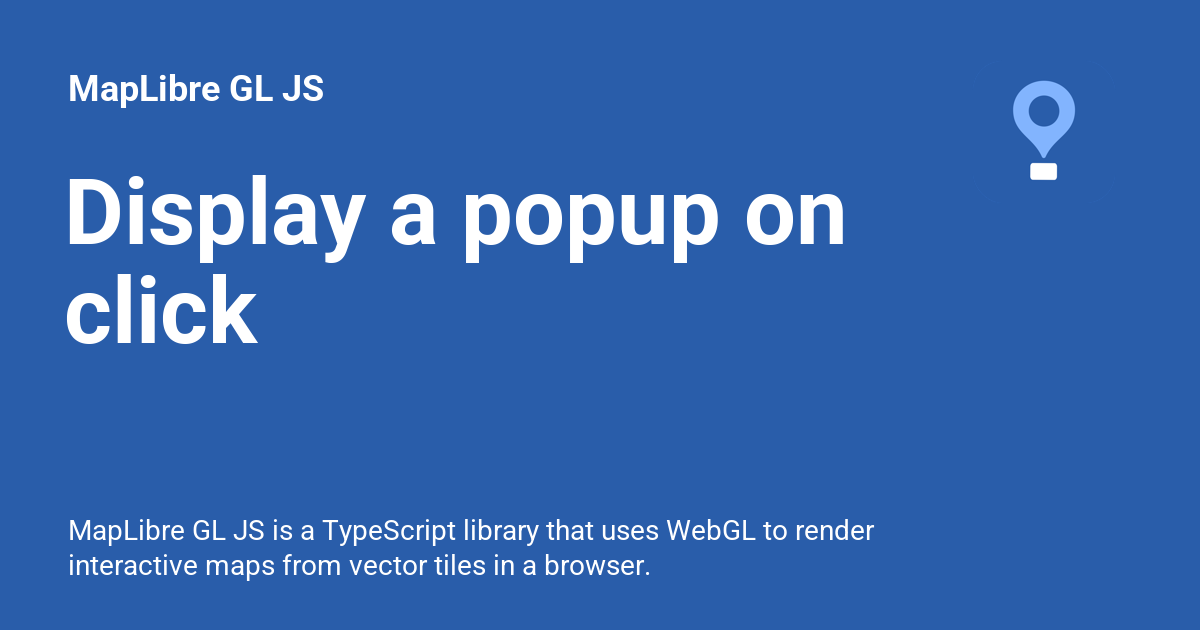 MapLibre GL JS
Display a popup on
click
MapLibre GL JS is a TypeScript library that uses WebGL to render
interactive maps from vector tiles in a browser.